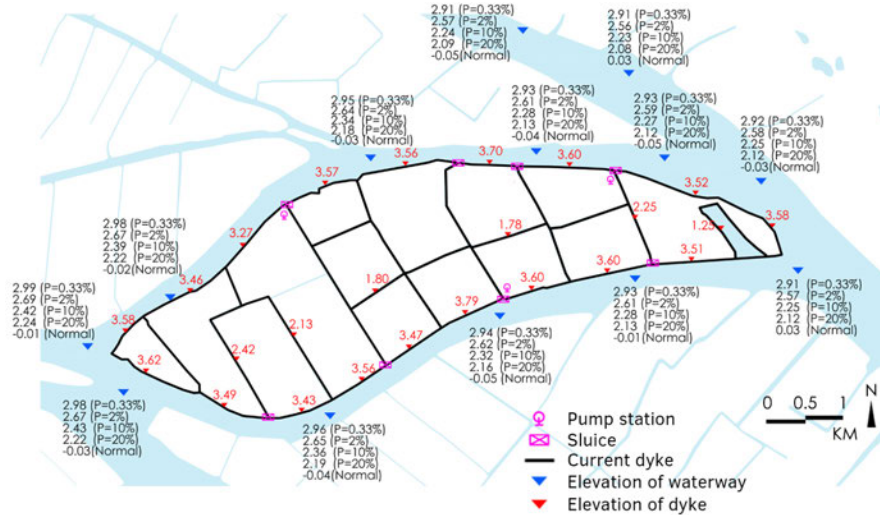 2.91 (P=0.33%)
2.57 (P=2%)
2.24 (P=10%)
2.09 (P=20%)
-0.05 (Normal)
2.91 (P=0.33%)
2.56 (P=2%)
2.23 (P=10%)
2.08 (P=20%)
0.03 (Normal)
2.95 (P=0.33%)
2.64 (P=2%)
2.34 (P=10%)
2.18 (P=20%)
-0.03 (Normal)
2.93 (P=0.33%)
2.61 (P=2%)
2.28 (P=10%)
2.13 (P=20%)
-0.04 (Normal)
2.93 (P=0.33%)
2.59 (P=2%)
2.27 (P=10%)
2.12 (P=20%)
-0.05 (Normal)
2.92 (P=0.33%)
2.58 (P=2%)
2.25 (P=10%)
2.12 (P=20%)
-0.03 (Normal)
3.57
3.56
3.70
3.60
3.52
3.58
2.25
1.25
3.27
1.78
3.51
2.98 (P=0.33%)
2.67 (P=2%)
2.39 (P=10%)
2.22 (P=20%)
-0.02 (Normal)
3.46
1.80
3.60
3.60
2.99 (P=0.33%)
2.69 (P=2%)
2.42 (P=10%)
2.24 (P=20%)
-0.01 (Normal)
3.58
3.79
2.13
3.47
3.62
2.42
3.56
3.49
3.43
2.93 (P=0.33%)
2.61 (P=2%)
2.28 (P=10%)
2.13 (P=20%)
-0.01 (Normal)
2.91 (P=0.33%)
2.57 (P=2%)
2.25 (P=10%)
2.12 (P=20%)
0.03 (Normal)
2.94 (P=0.33%)
2.62 (P=2%)
2.32 (P=10%)
2.16 (P=20%)
-0.05 (Normal)
2.98 (P=0.33%)
2.67 (P=2%)
2.43 (P=10%)
2.22 (P=20%)
-0.03 (Normal)
2.96 (P=0.33%)
2.65 (P=2%)
2.36 (P=10%)
2.19 (P=20%)
-0.04 (Normal)
Pump station
Sluice
Current dyke
Elevation of waterway
Elevation of dyke
0 0.5 1
KM
N